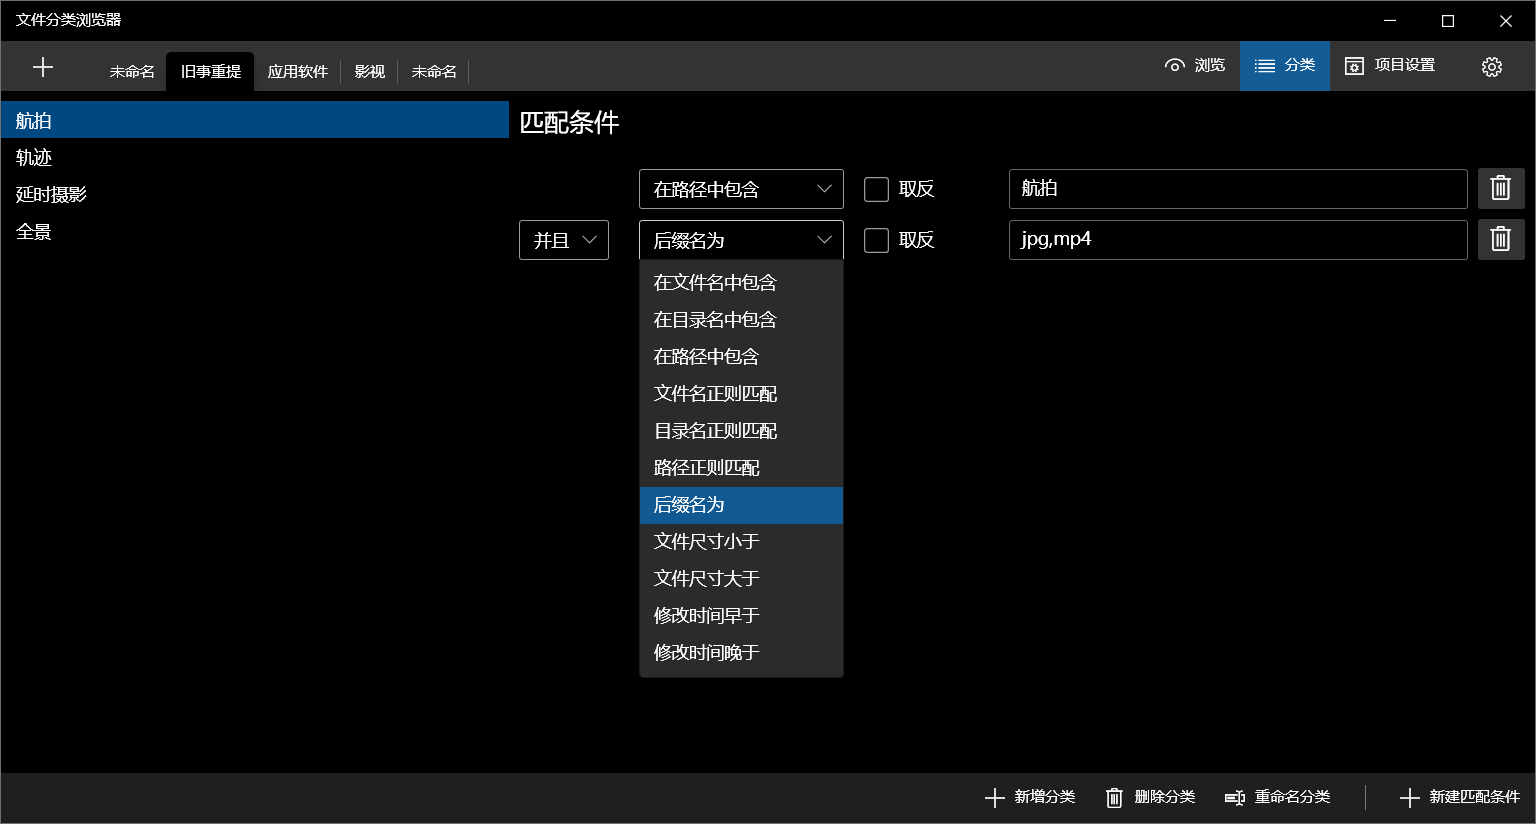 文件分类浏览器
未命名
旧事重提
应用软件
影视
未命名
浏览
分类
项目设置
航拍
轨迹
延时摄影
全景
匹配条件
在路径中包含
取反
航拍
并且
后缀名为
取反
jpg,mp4
在文件名中包含
在目录名中包含
在路径中包含
文件名正则匹配
目录名正则匹配
路径正则匹配
后缀名为
文件尺寸小于
文件尺寸大于
修改时间早于
修改时间晚于
新增分类
删除分类
重命名分类
新建匹配条件